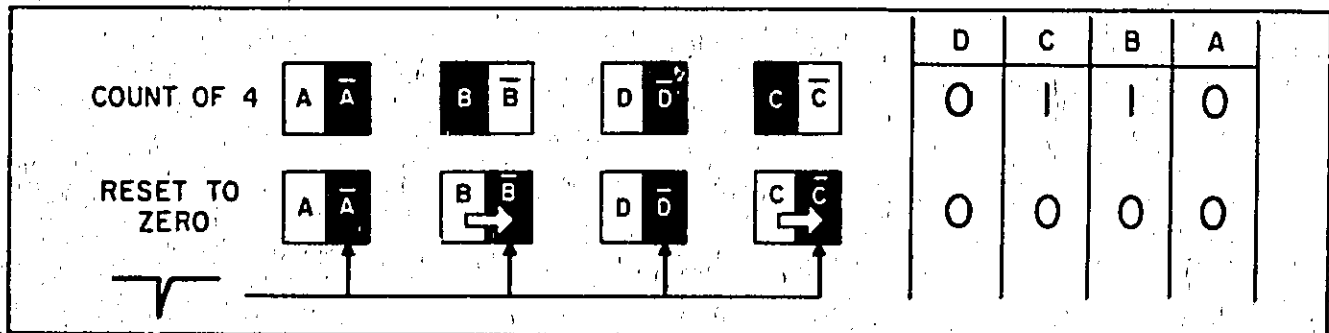 D C B A
COUNT OF 4 A A̅ B B̅ D D̅ C C̅ 0 1 1 0
RESET TO
ZERO A A̅ B B̅ D D̅ C C̅ 0 0 0 0